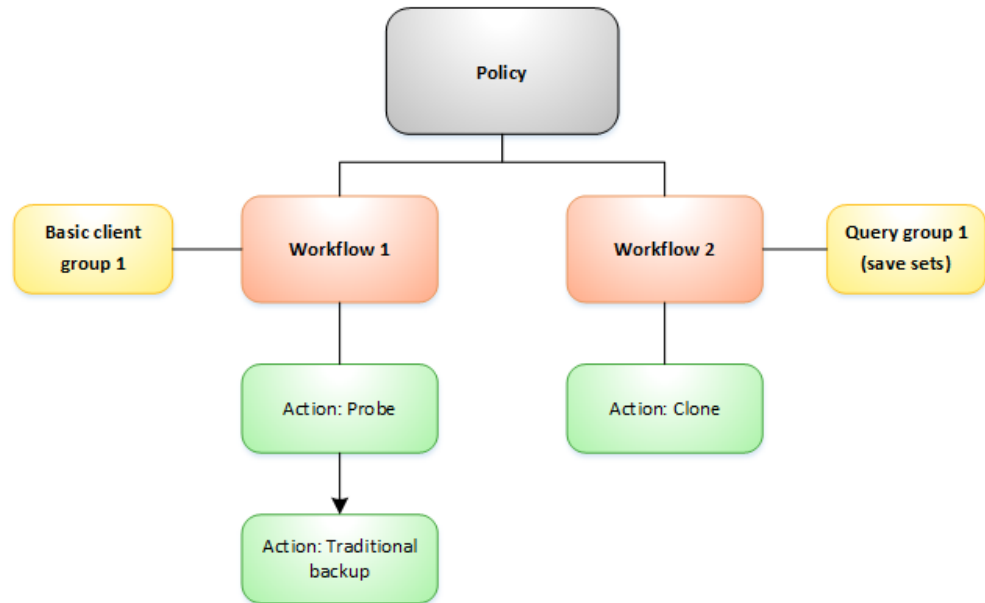 Policy
Basic client
group 1
Workflow 1
Workflow 2
Query group 1
(save sets)
Action: Probe
Action: Clone
Action: Traditional
backup